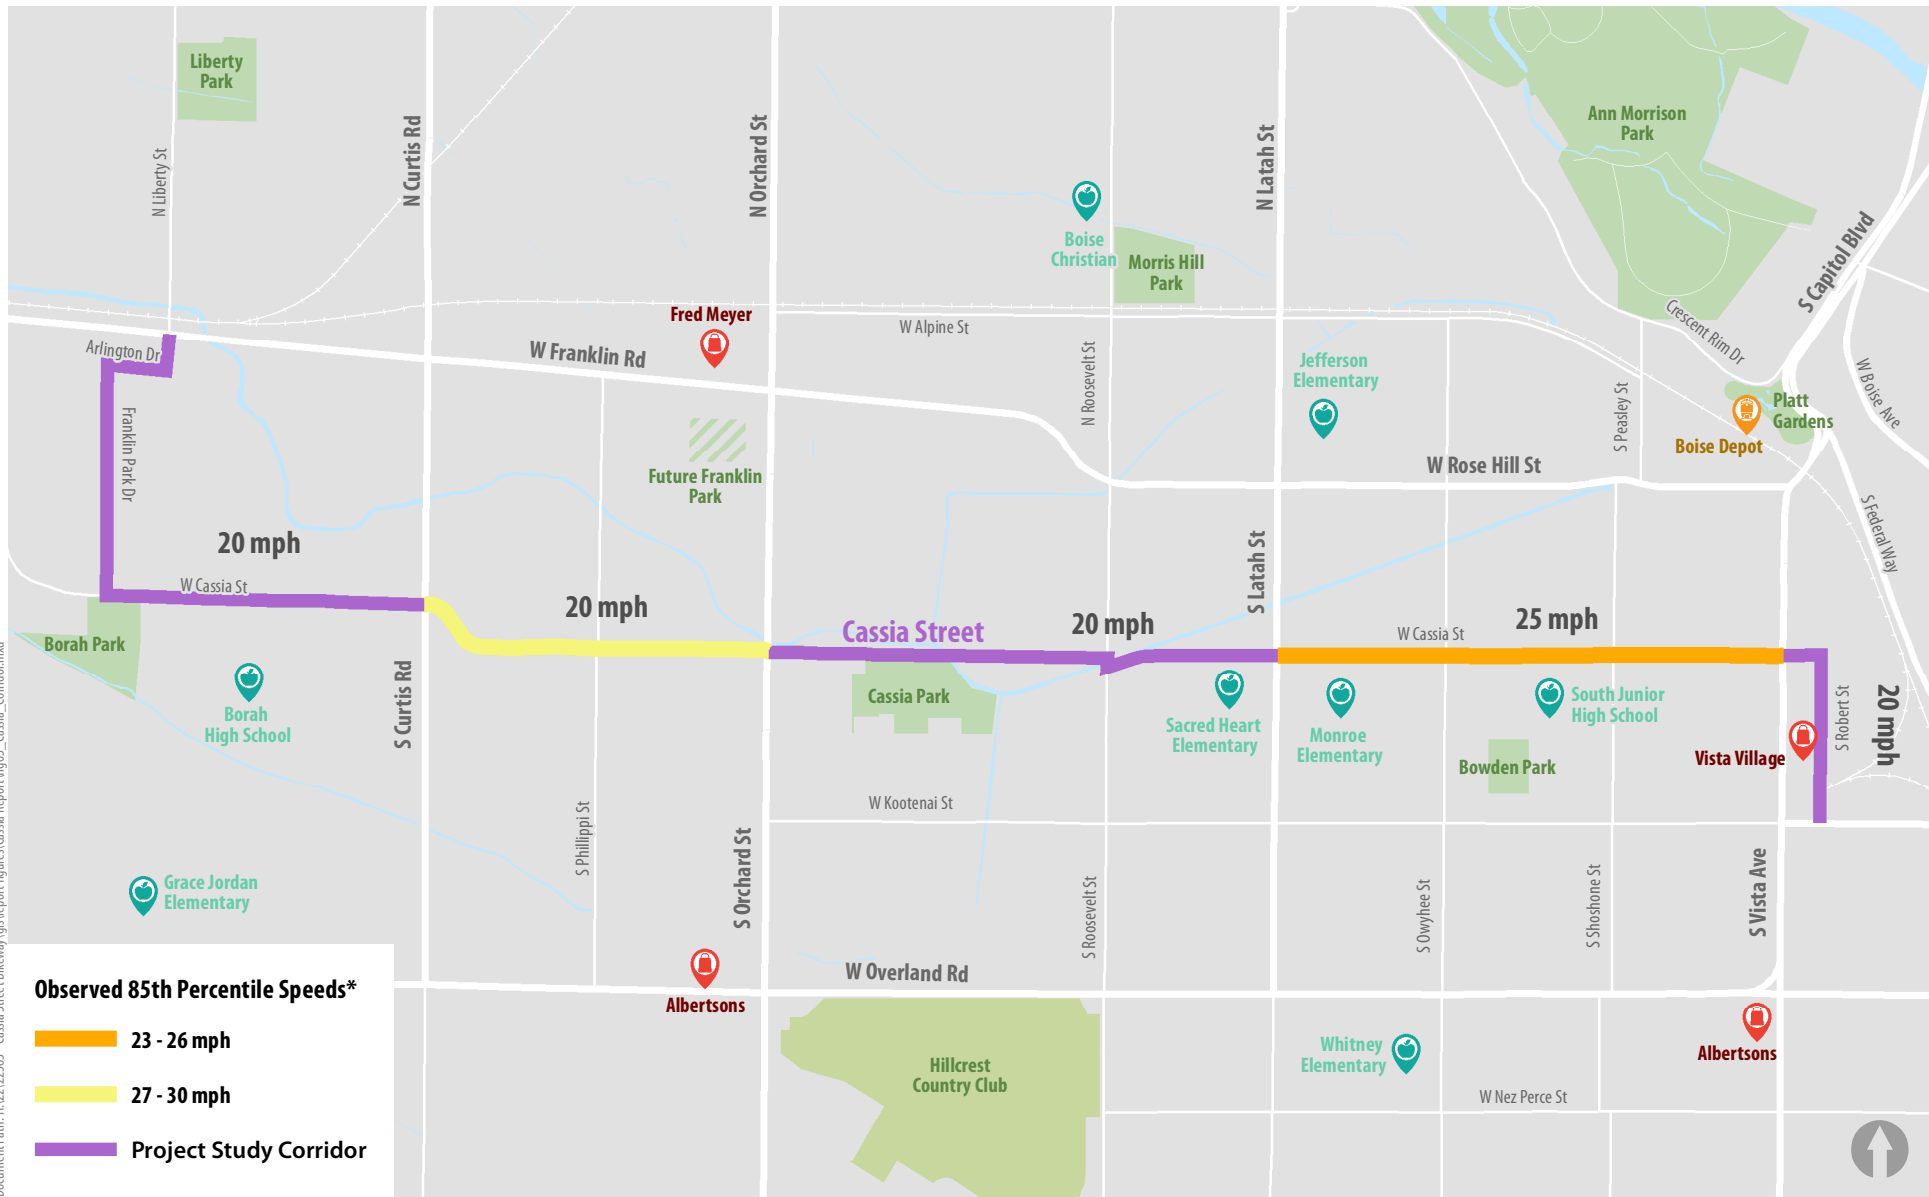 Liberty
Park
N Liberty St
N Curtis Rd
N Orchard St
N Latah St
Ann Morrison
Park
Boise
Christian
Morris Hill
Park
S Capitol Blvd
Crescent Rim Dr
W Boise Ave
Fred Meyer
W Alpine St
Arlington Dr
W Franklin Rd
N Roosevelt St
Jefferson
Elementary
S Peasley St
Platt
Gardens
Boise Depot
Franklin Park Dr
Future Franklin
Park
W Rose Hill St
S Federal Way
20 mph
W Cassia St
20 mph
Cassia Street
20 mph
S Latah St
W Cassia St
25 mph
Borah Park
Borah
High School
S Curtis Rd
Cassia Park
Sacred Heart
Elementary
Monroe
Elementary
South Junior
High School
Bowden Park
Vista Village
S Robert St
20 mph
W Kootenai St
S Phillippi St
S Orchard St
S Roosevelt St
S Owyhee St
S Shoshone St
S Vista Ave
Grace Jordan
Elementary
Albertsons
W Overland Rd
Hillcrest
Country Club
Whitney
Elementary
Albertsons
W Nez Perce St
Observed 85th Percentile Speeds*
23 - 26 mph
27 - 30 mph
Project Study Corridor